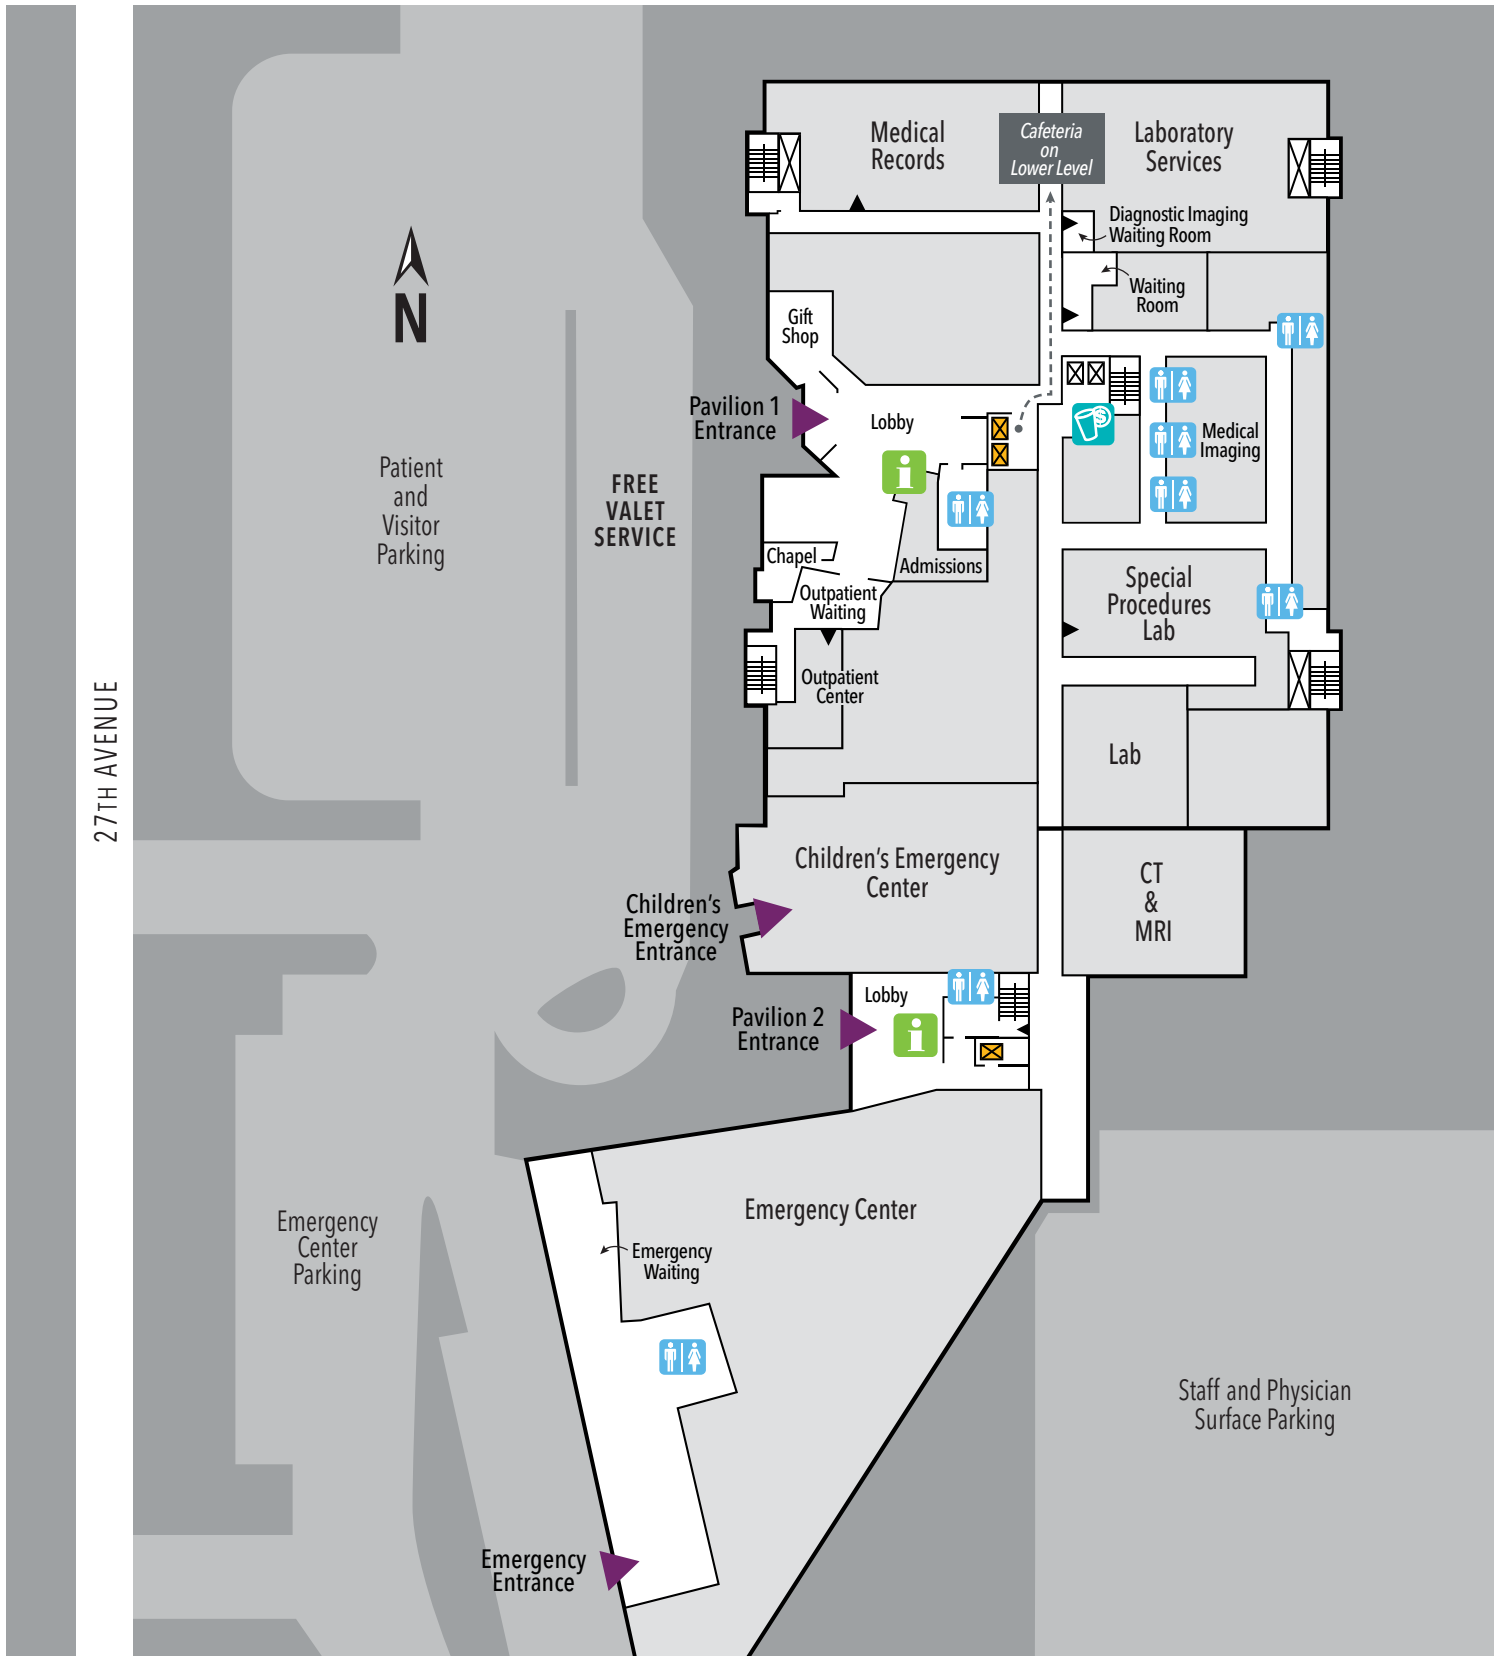 Medical
Records
Cafeteria
on
Lower Level
Laboratory
Services
Diagnostic Imaging
Waiting Room
Waiting
Room
N
Gift
Shop
Pavilion 1
Entrance
Lobby
i
$
Medical
Imaging
Patient
and
Visitor
Parking
FREE
VALET
SERVICE
Chapel
Admissions
Outpatient
Waiting
Special
Procedures
Lab
Outpatient
Center
27TH AVENUE
Lab
Children's Emergency
Center
CT
&
MRI
Children's
Emergency
Entrance
Lobby
i
Pavilion 2
Entrance
Emergency Center
Emergency
Center
Parking
Emergency
Waiting
Staff and Physician
Surface Parking
Emergency
Entrance